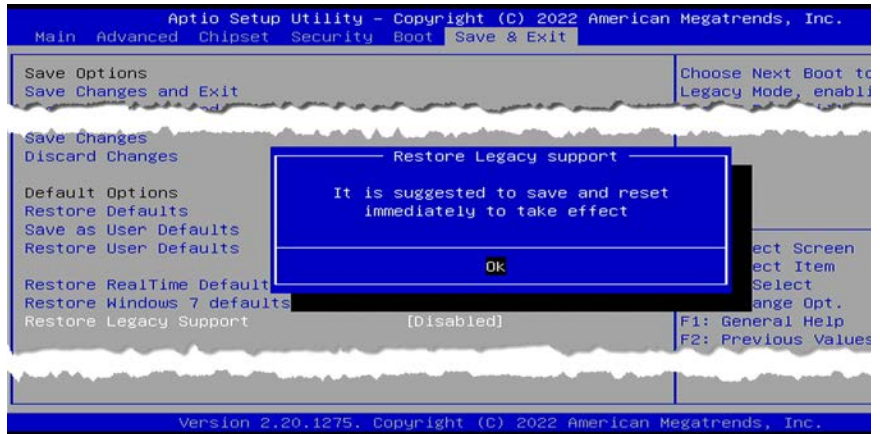 Aptio Setup Utility – Copyright (C) 2022 American Megatrends, Inc.
Main Advanced Chipset Security Boot Save & Exit
Save Options
Save Changes and Exit
Save Changes
Discard Changes
Default Options
Restore Defaults
Save as User Defaults
Restore User Defaults
Restore RealTime Default
Restore Windows 7 defaults
Restore Legacy Support [Disabled]
Restore Legacy support
It is suggested to save and reset
immediately to take effect
Ok
Choose Next Boot to
Legacy Mode, enabli
ect Screen
ect Item
Select
ange Opt.
F1: General Help
F2: Previous Values
Version 2.20.1275. Copyright (C) 2022 American Megatrends, Inc.